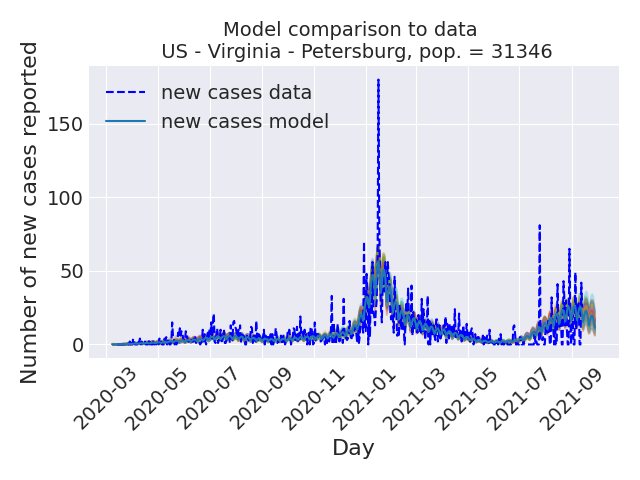 Model comparison to data
US - Virginia - Petersburg, pop. = 31346
Number of new cases reported
150
100
50
0
new cases data
new cases model
2020-03
2020-05
2020-07
2020-09
2020-11
2021-01
2021-03
2021-05
2021-07
2021-09
Day